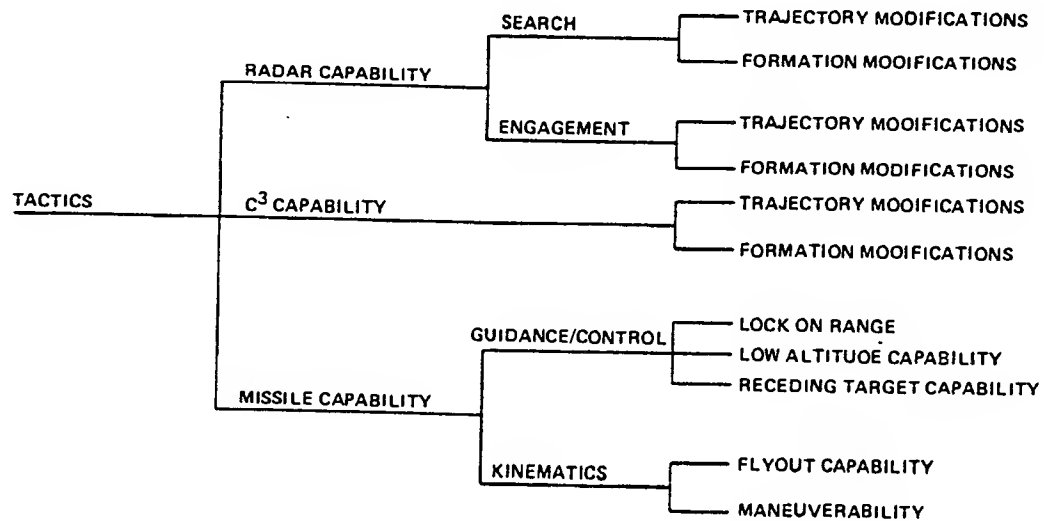 SEARCH
TRAJECTORY MODIFICATIONS
FORMATION MOOIFICATIONS
RADAR CAPABILITY
ENGAGEMENT
TRAJECTORY MOOIFICATIONS
FORMATION MODIFICATIONS
TACTICS
C³ CAPABILITY
TRAJECTORY MOOIFICATIONS
FORMATION MOOIFICATIONS
GUIDANCE/CONTROL
LOCK ON RANGE
LOW ALTITUOE CAPABILITY
RECEDING TARGET CAPABILITY
MISSILE CAPABILITY
KINEMATICS
FLYOUT CAPABILITY
MANEUVERABILITY